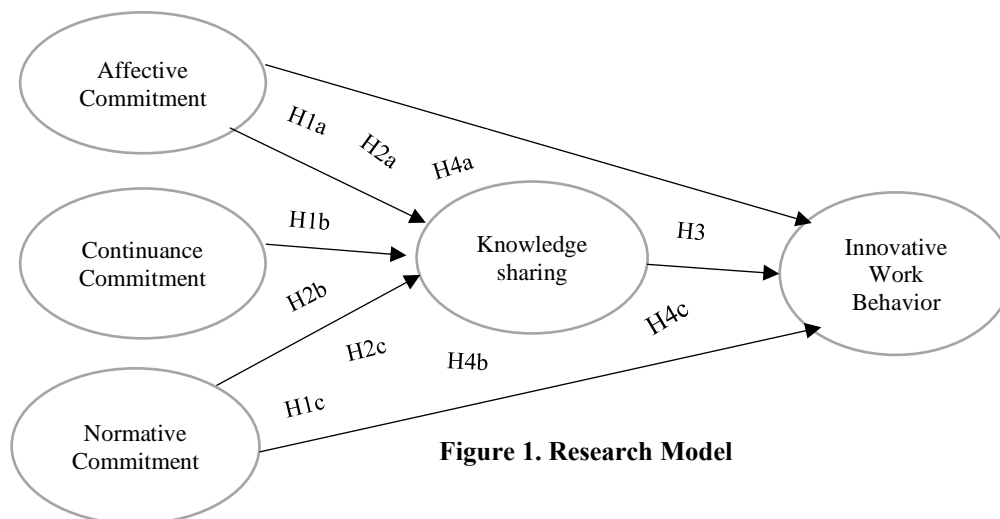 Affective
Commitment
H1a
H2a
H4a
Continuance
Commitment
H1b
Knowledge
sharing
H3
Innovative
Work
Behavior
H2b
H2c
H4b
H4c
H1c
Normative
Commitment
Figure 1. Research Model